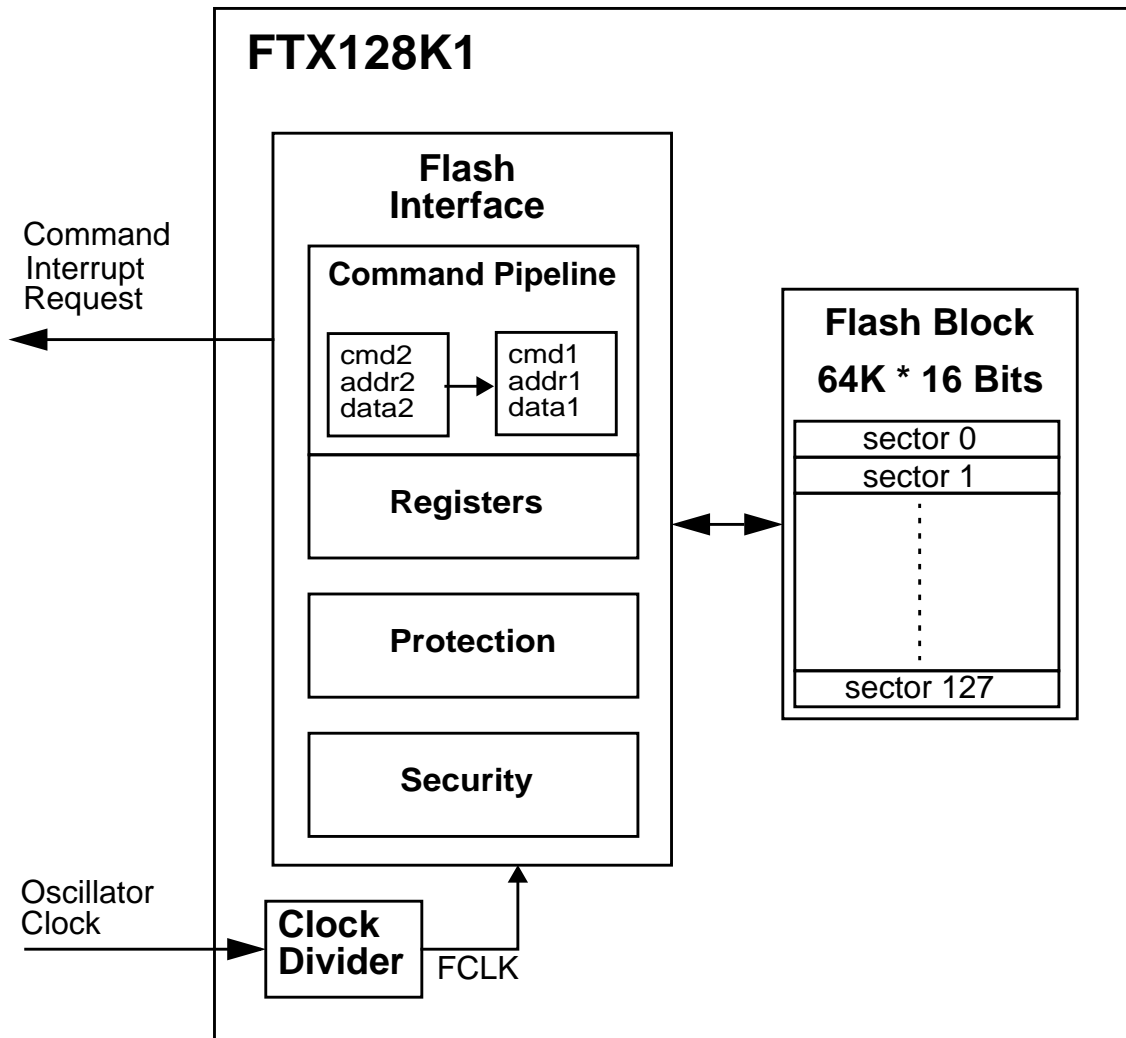 FTX128K1
Flash
Interface
Command
Interrupt
Request
Command Pipeline
cmd2
addr2
data2
cmd1
addr1
data1
Registers
Protection
Security
Flash Block
64K * 16 Bits
sector 0
sector 1
sector 127
Oscillator
Clock
Clock
Divider
FCLK